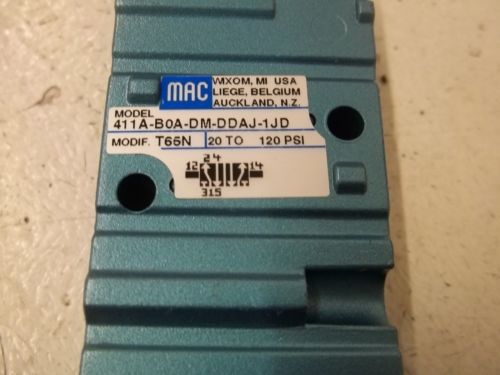 MAC
WIXOM, MI USA
LIEGE, BELGIUM
AUCKLAND, N.Z.
MODEL
411A-B0A-DM-DDAJ-1JD
MODIF. T65N 20 TO 120 PSI
24
12 14
315